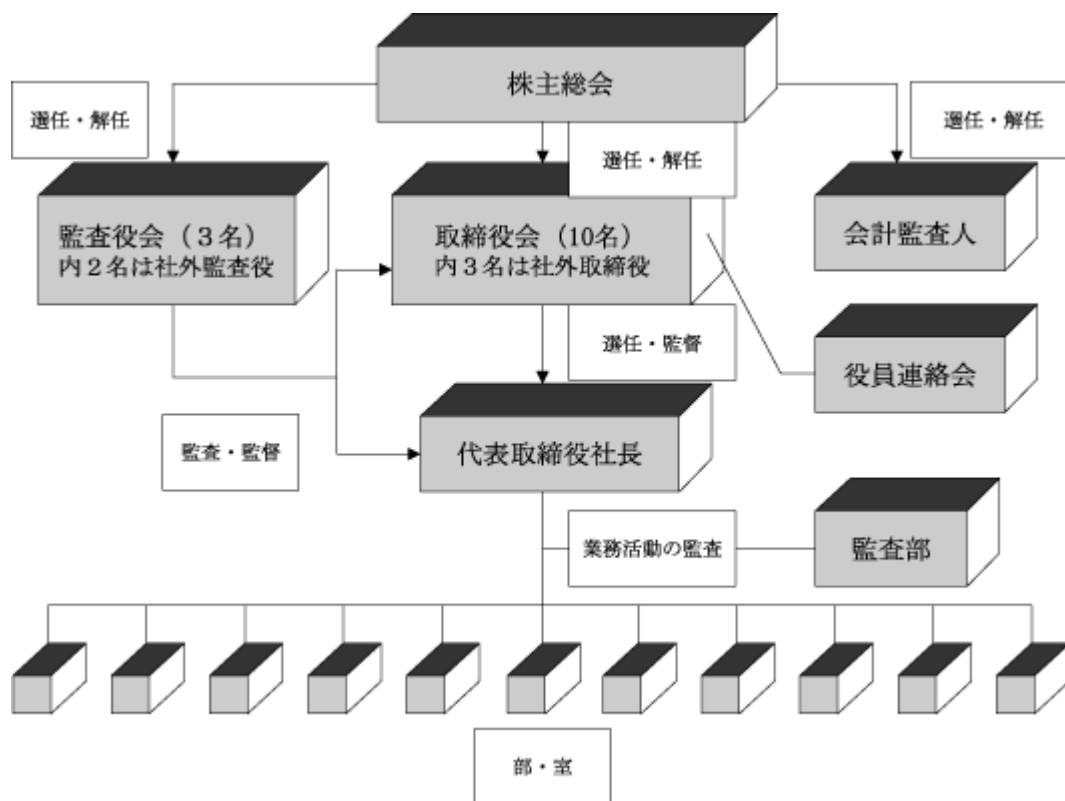 株主総会
選任・解任
選任・解任
選任・解任
監査役会（３名）
内２名は社外監査役
取締役会（10名）
内３名は社外取締役
会計監査人
選任・監督
役員連絡会
監査・監督
代表取締役社長
業務活動の監査
監査部
部・室